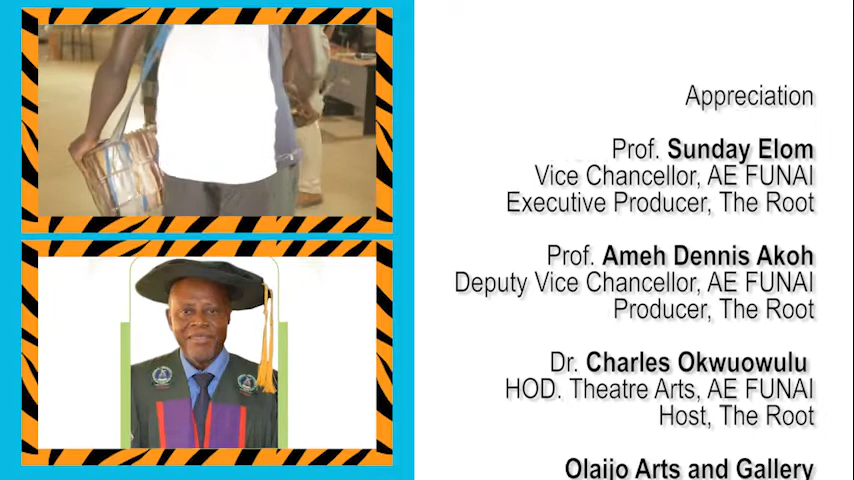 Appreciation
Prof. Sunday Elom
Vice Chancellor, AE FUNAI
Executive Producer, The Root
Prof. Ameh Dennis Akoh
Deputy Vice Chancellor, AE FUNAI
Producer, The Root
Dr. Charles Okwuowulu
HOD. Theatre Arts, AE FUNAI
Host, The Root
Olaijo Arts and Gallery